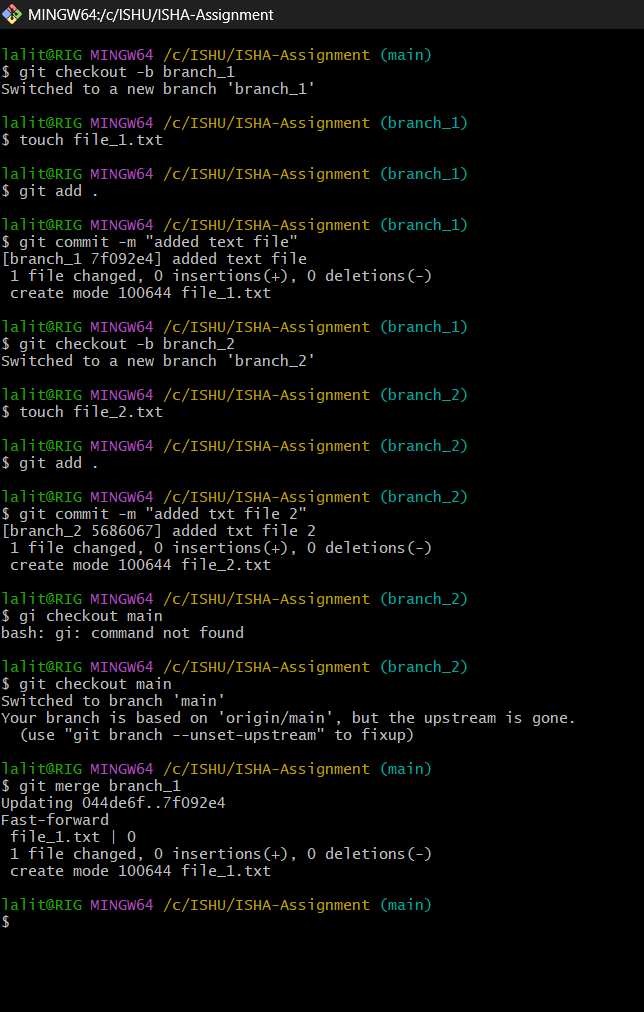 MINGW64:/c/ISHU/ISHA-Assignment
lalit@RIG MINGW64 /c/ISHU/ISHA-Assignment (main)
$ git checkout -b branch_1
Switched to a new branch 'branch_1'
lalit@RIG MINGW64 /c/ISHU/ISHA-Assignment (branch_1)
$ touch file_1.txt
lalit@RIG MINGW64 /c/ISHU/ISHA-Assignment (branch_1)
$ git add .
lalit@RIG MINGW64 /c/ISHU/ISHA-Assignment (branch_1)
$ git commit -m "added text file"
[branch_1 7f092e4] added text file
 1 file changed, 0 insertions(+), 0 deletions(-)
 create mode 100644 file_1.txt
lalit@RIG MINGW64 /c/ISHU/ISHA-Assignment (branch_1)
$ git checkout -b branch_2
Switched to a new branch 'branch_2'
lalit@RIG MINGW64 /c/ISHU/ISHA-Assignment (branch_2)
$ touch file_2.txt
lalit@RIG MINGW64 /c/ISHU/ISHA-Assignment (branch_2)
$ git add .
lalit@RIG MINGW64 /c/ISHU/ISHA-Assignment (branch_2)
$ git commit -m "added txt file 2"
[branch_2 5686067] added txt file 2
 1 file changed, 0 insertions(+), 0 deletions(-)
 create mode 100644 file_2.txt
lalit@RIG MINGW64 /c/ISHU/ISHA-Assignment (branch_2)
$ gi checkout main
bash: gi: command not found
lalit@RIG MINGW64 /c/ISHU/ISHA-Assignment (branch_2)
$ git checkout main
Switched to branch 'main'
Your branch is based on 'origin/main', but the upstream is gone.
  (use "git branch --unset-upstream" to fixup)
lalit@RIG MINGW64 /c/ISHU/ISHA-Assignment (main)
$ git merge branch_1
Updating 044de6f..7f092e4
Fast-forward
 file_1.txt | 0
 1 file changed, 0 insertions(+), 0 deletions(-)
 create mode 100644 file_1.txt
lalit@RIG MINGW64 /c/ISHU/ISHA-Assignment (main)
$